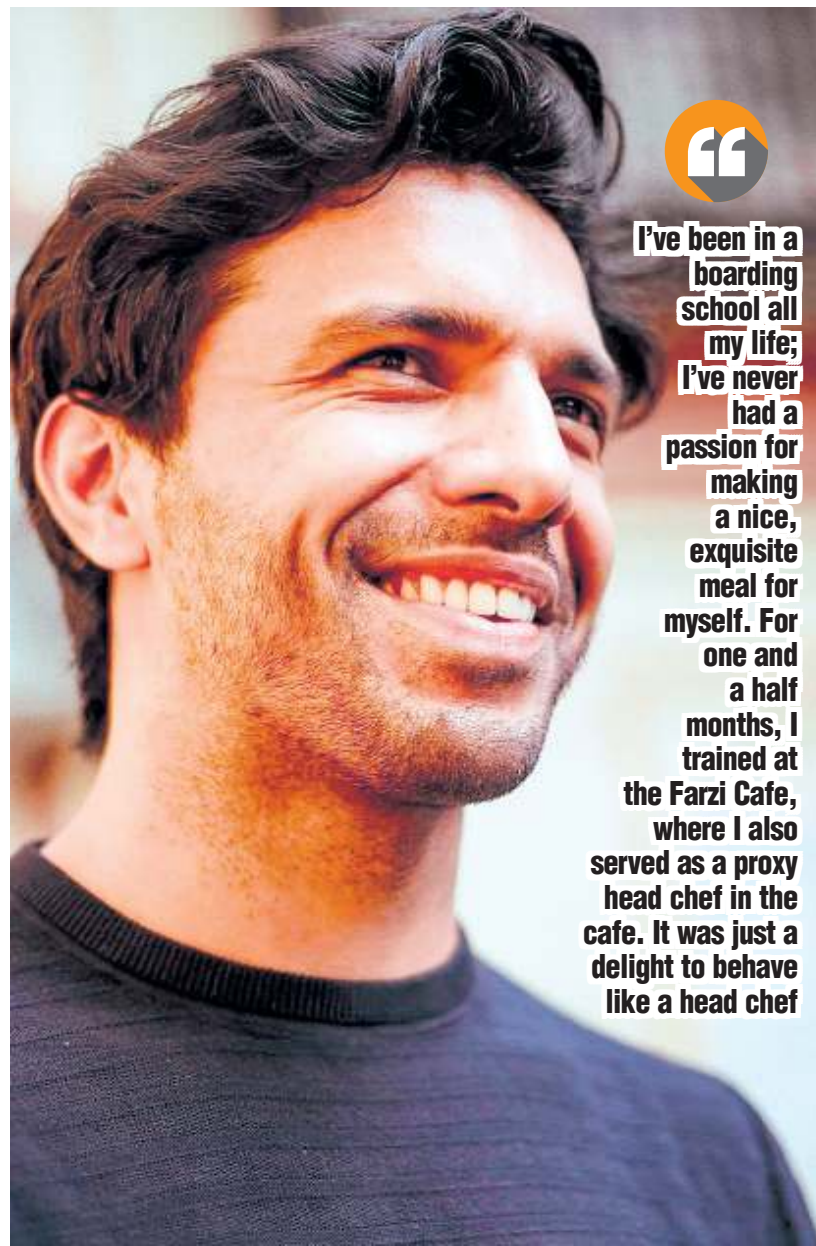 “
I’ve been in a
boarding
school all
my life;
I’ve never
had a
passion for
making
a nice,
exquisite
meal for
myself. For
one and
a half
months, I
trained at
the Farzi Cafe,
where I also
served as a proxy
head chef in the
cafe. It was just a
delight to behave
like a head chef